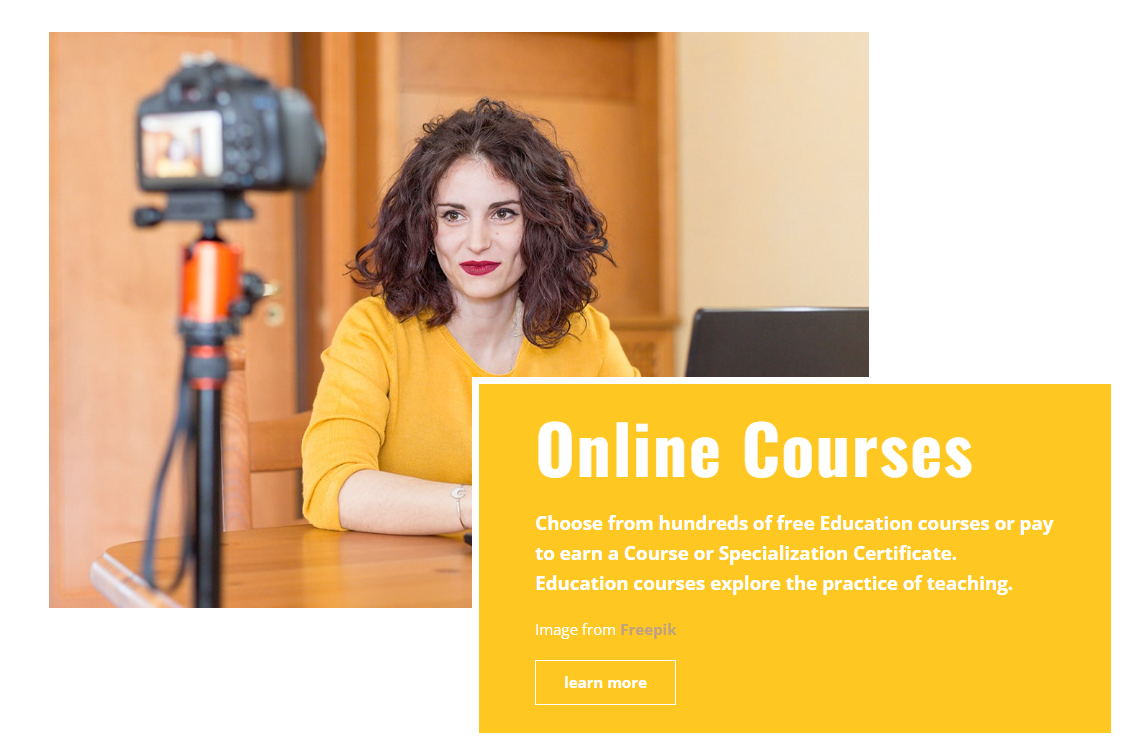 Online Courses
Choose from hundreds of free Education courses or pay
to earn a Course or Specialization Certificate.
Education courses explore the practice of teaching.
Image from Freepik
learn more